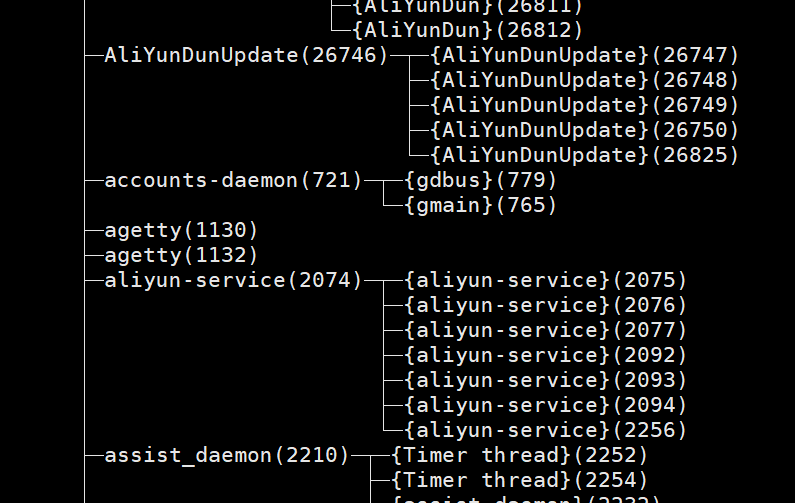 ├─{AliYunDun}(26811)
└─{AliYunDun}(26812)
├─AliYunDunUpdate(26746)─┬─{AliYunDunUpdate}(26747)
├─{AliYunDunUpdate}(26748)
├─{AliYunDunUpdate}(26749)
├─{AliYunDunUpdate}(26750)
└─{AliYunDunUpdate}(26825)
├─accounts-daemon(721)─┬─{gdbus}(779)
└─{gmain}(765)
├─agetty(1130)
├─agetty(1132)
├─aliyun-service(2074)─┬─{aliyun-service}(2075)
├─{aliyun-service}(2076)
├─{aliyun-service}(2077)
├─{aliyun-service}(2092)
├─{aliyun-service}(2093)
├─{aliyun-service}(2094)
└─{aliyun-service}(2256)
├─assist_daemon(2210)─┬─{Timer thread}(2252)
├─{Timer thread}(2254)